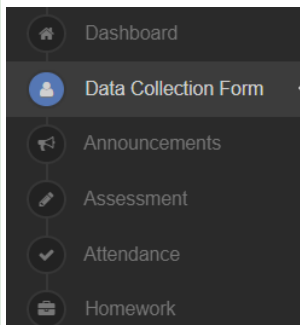 Dashboard
Data Collection Form
Announcements
Assessment
Attendance
Homework